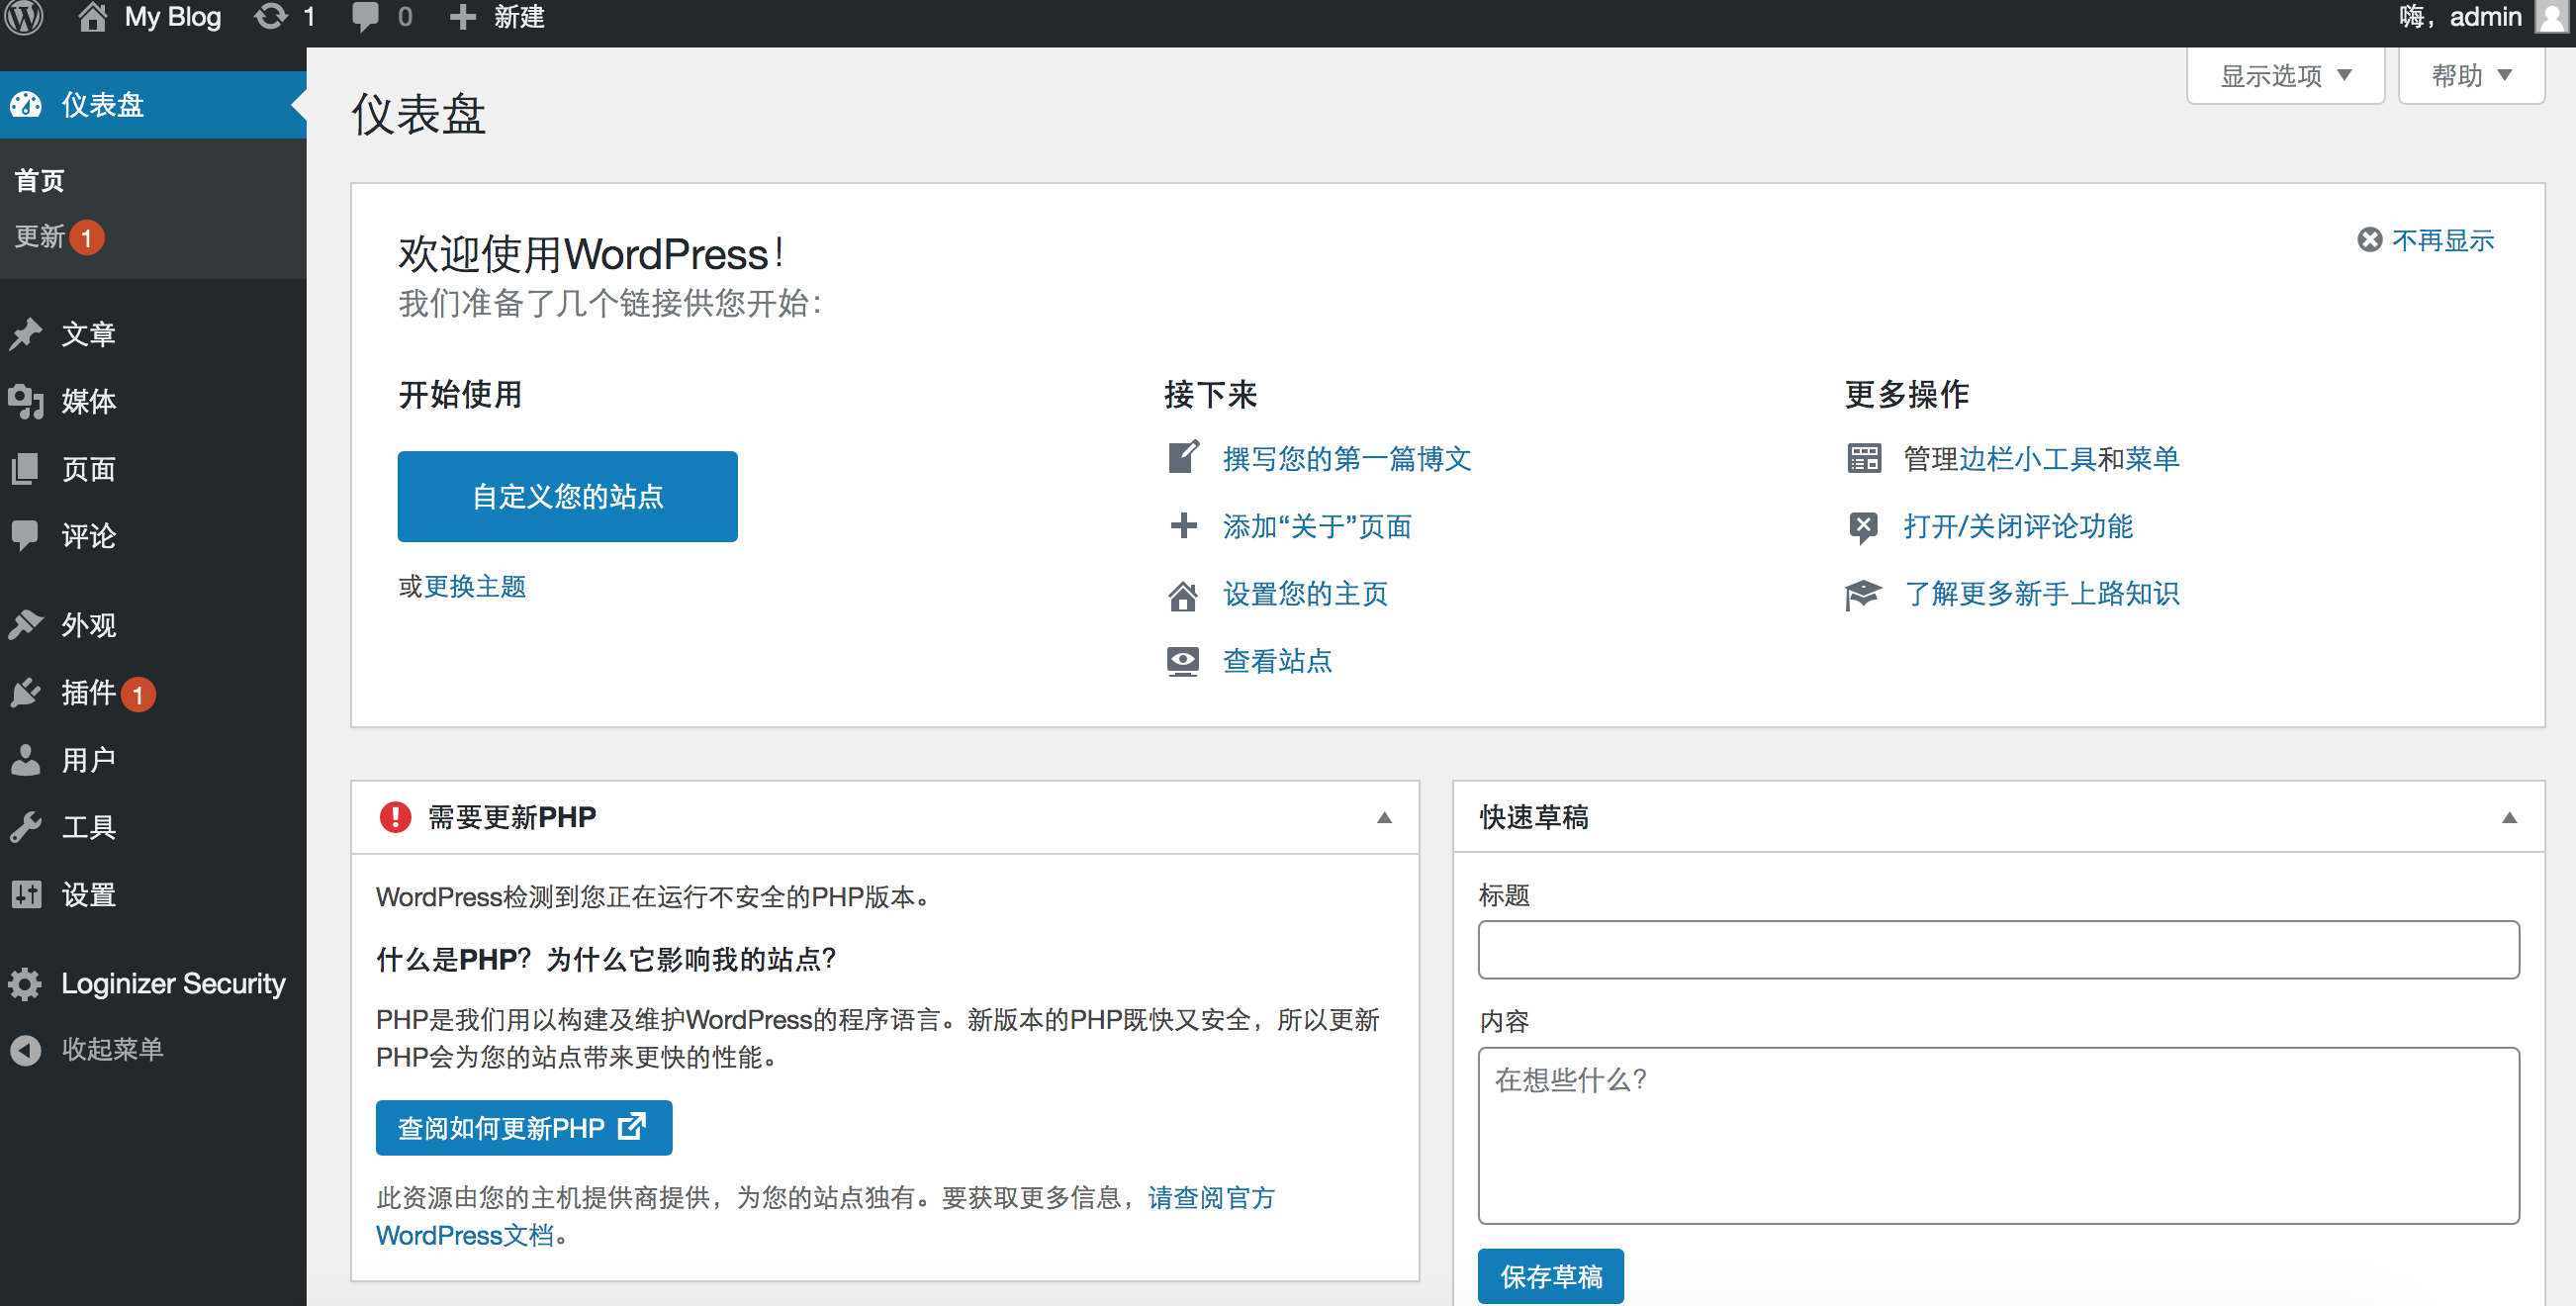 My Blog 1 0 新建 嗨，admin
仪表盘
首页
更新 1
文章
媒体
页面
评论
外观
插件 1
用户
工具
设置
Loginizer Security
收起菜单
显示选项 帮助
仪表盘
欢迎使用WordPress！
不再显示
我们准备了几个链接供您开始：
开始使用
自定义您的站点
或更换主题
接下来
撰写您的第一篇博文
添加“关于”页面
设置您的主页
查看站点
更多操作
管理边栏小工具和菜单
打开/关闭评论功能
了解更多新手上路知识
需要更新PHP
WordPress检测到您正在运行不安全的PHP版本。
什么是PHP？为什么它影响我的站点？
PHP是我们用以构建及维护WordPress的程序语言。新版本的PHP既快又安全，所以更新
PHP会为您的站点带来更快的性能。
查阅如何更新PHP
此资源由您的主机提供商提供，为您的站点独有。要获取更多信息，请查阅官方
WordPress文档。
快速草稿
标题
内容
在想些什么？
保存草稿